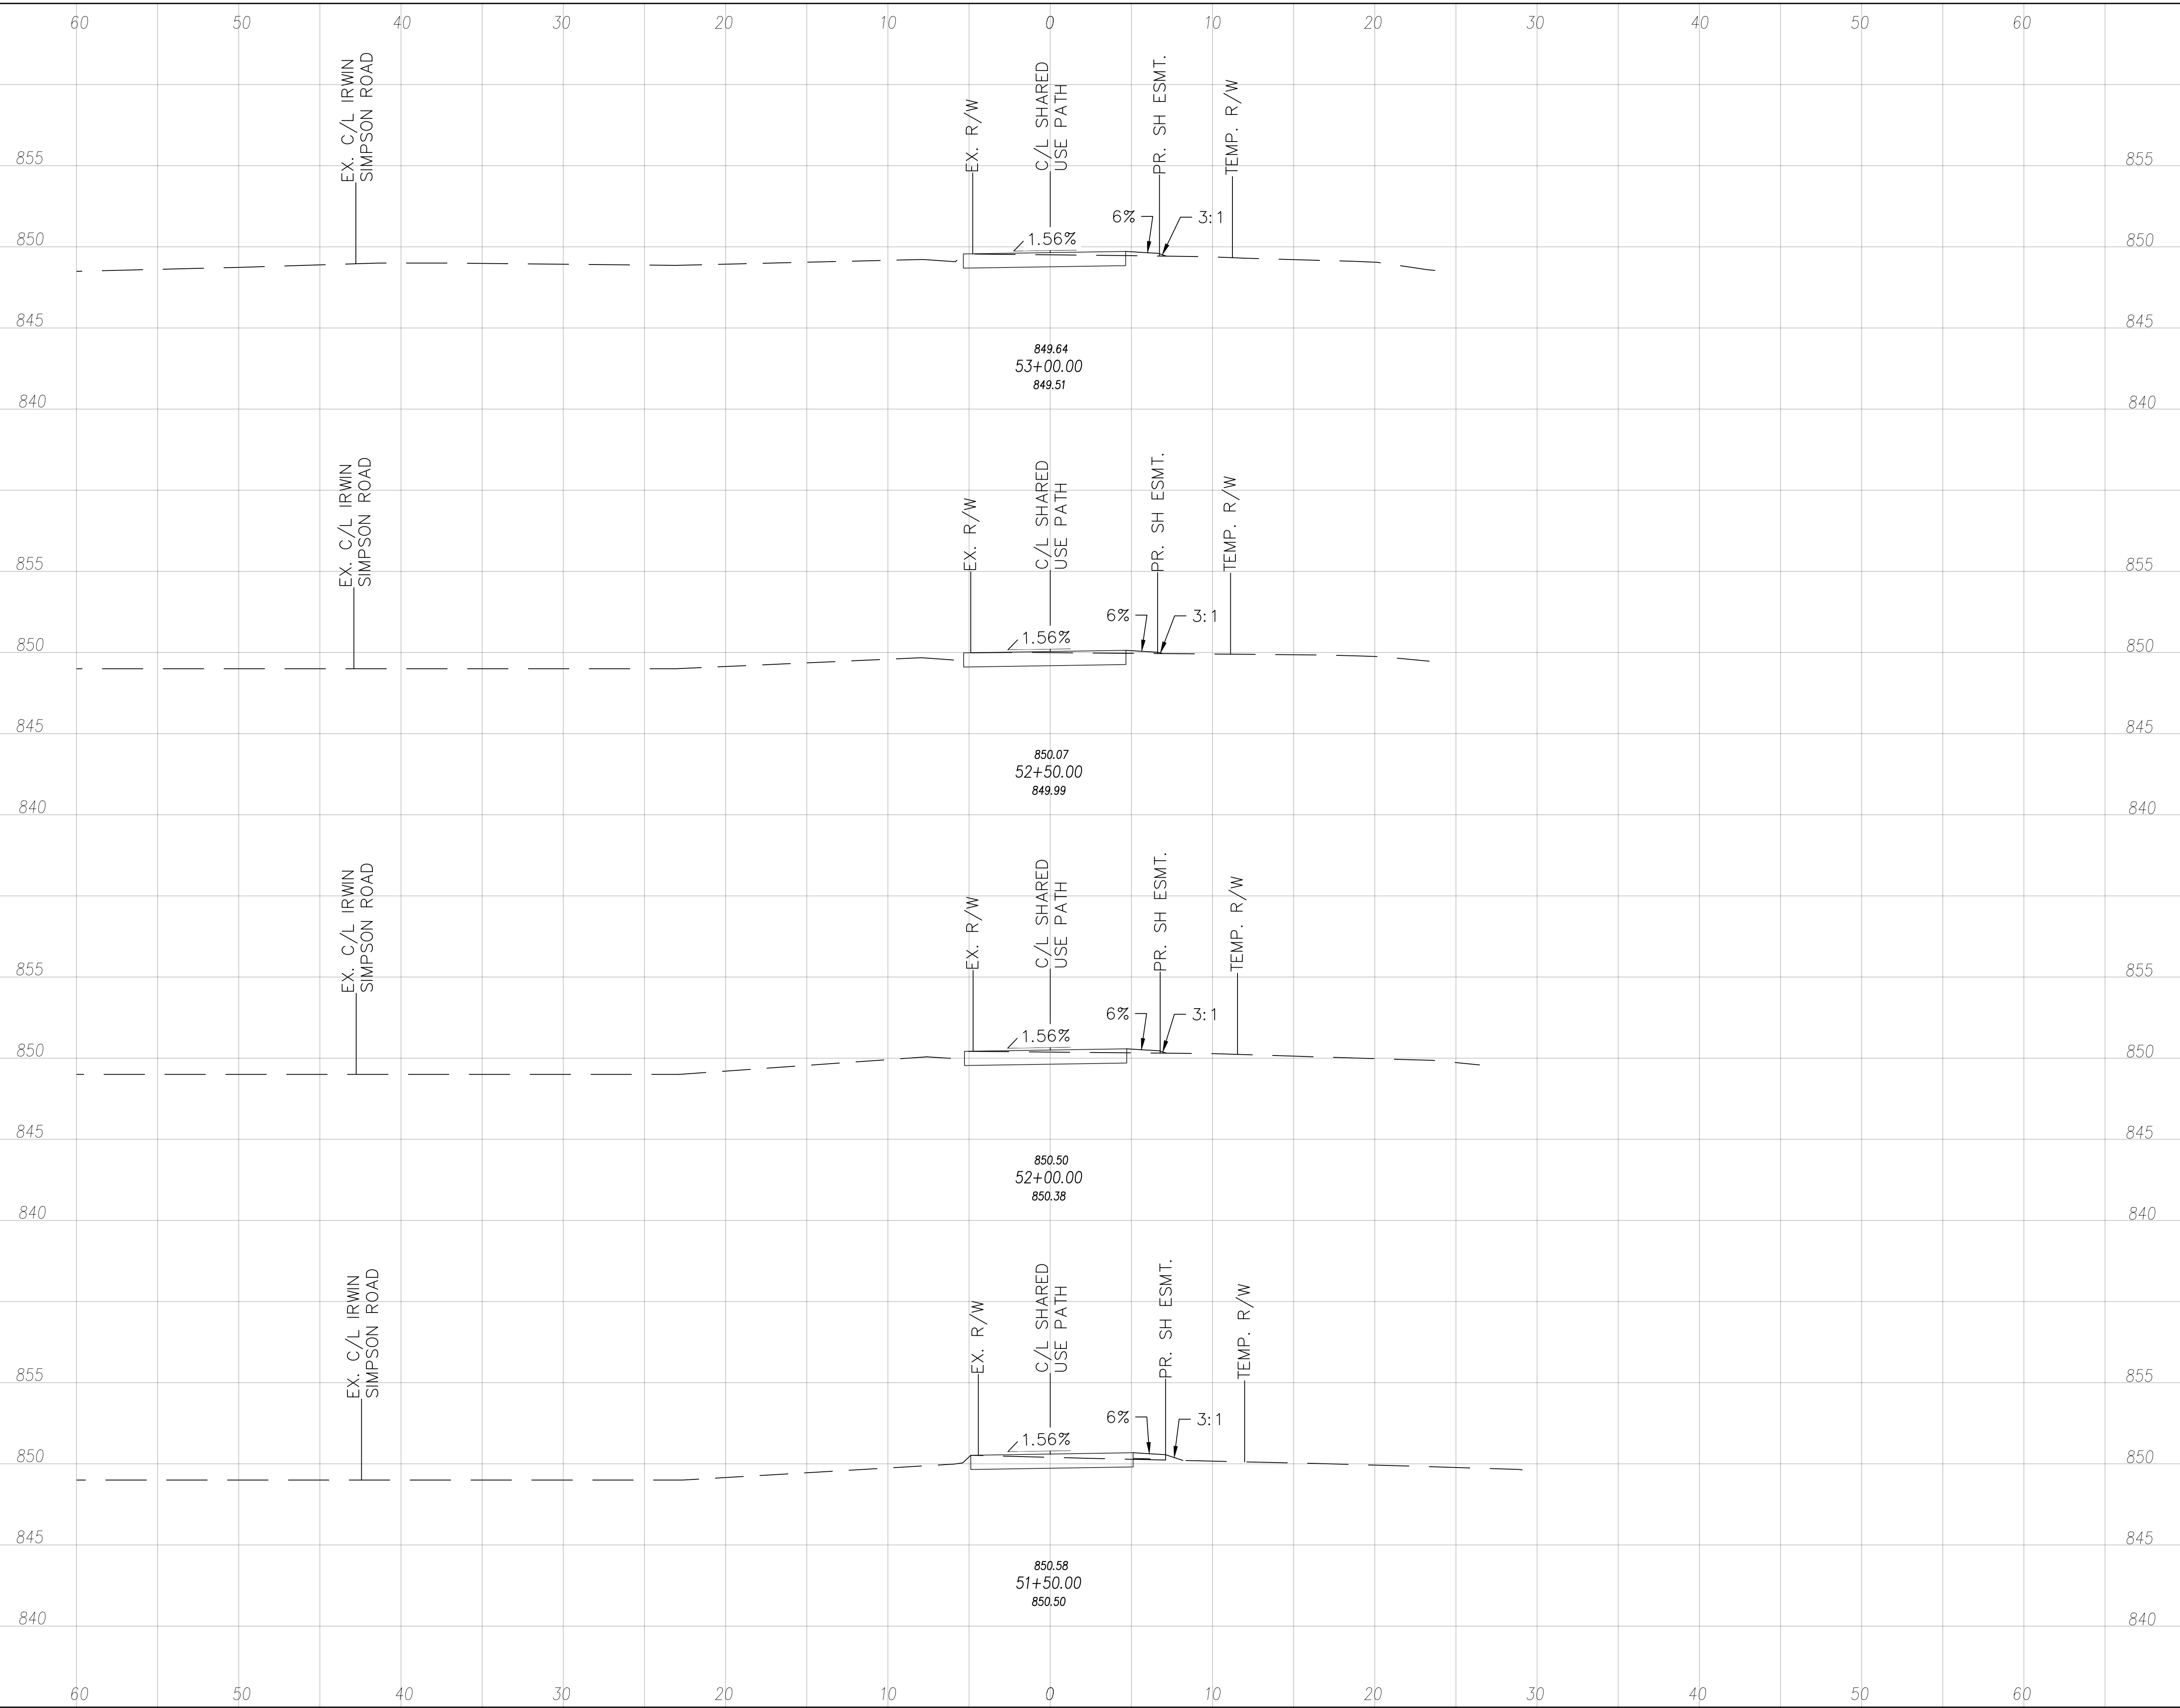 60 50 40 30 20 10 0 10 20 30 40 50 60
EX. C/L IRWIN
SIMPSON ROAD
EX. R/W
C/L SHARED
USE PATH
PR. SH ESMT.
TEMP. R/W
855 855
6% 3:1
1.56%
850 850
845 845
849.64
53+00.00
849.51
840 840
EX. C/L IRWIN
SIMPSON ROAD
EX. R/W
C/L SHARED
USE PATH
PR. SH ESMT.
TEMP. R/W
855 855
6% 3:1
1.56%
850 850
845 845
850.07
52+50.00
849.99
840 840
EX. C/L IRWIN
SIMPSON ROAD
EX. R/W
C/L SHARED
USE PATH
PR. SH ESMT.
TEMP. R/W
855 855
6% 3:1
1.56%
850 850
845 845
850.50
52+00.00
850.38
840 840
EX. C/L IRWIN
SIMPSON ROAD
EX. R/W
C/L SHARED
USE PATH
PR. SH ESMT.
TEMP. R/W
855 855
6% 3:1
1.56%
850 850
845 845
850.58
51+50.00
850.50
840 840
60 50 40 30 20 10 0 10 20 30 40 50 60